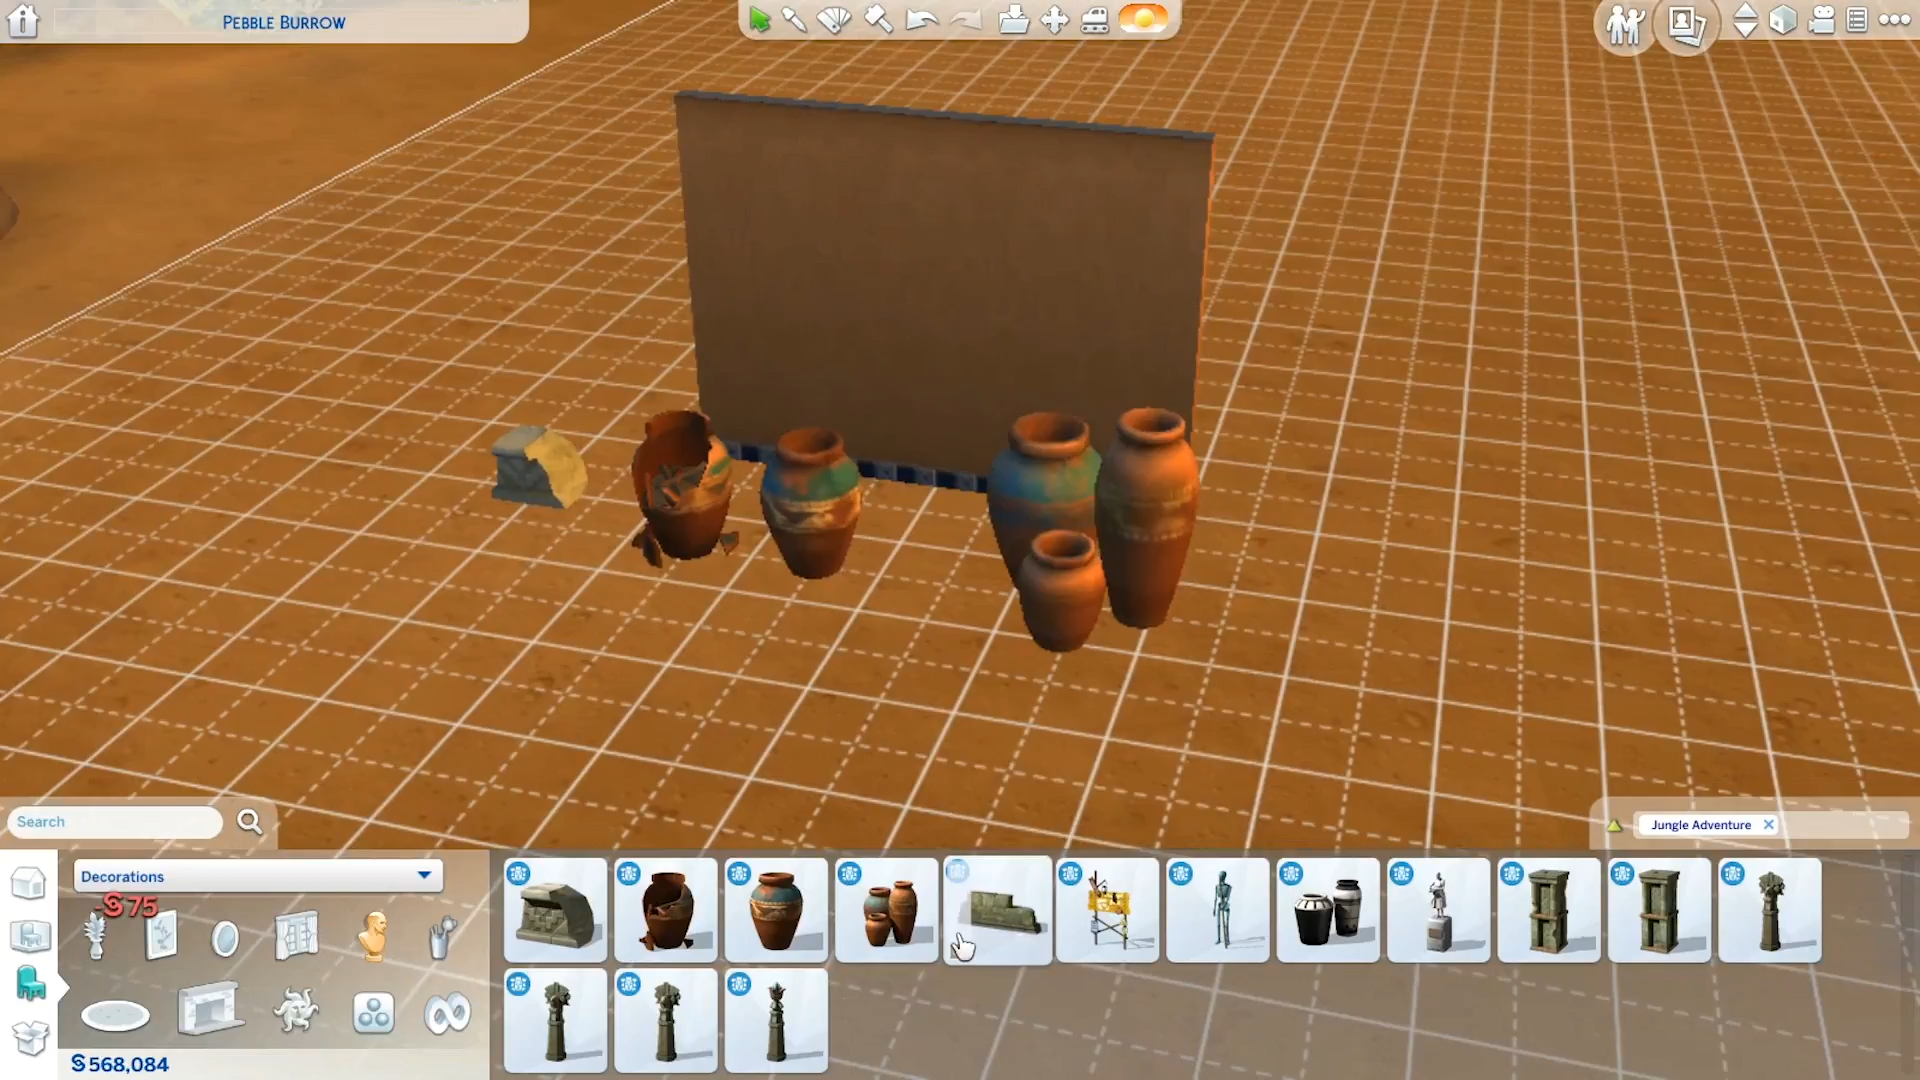 PEBBLE BURROW
Search
Jungle Adventure
Decorations
-§75
§568,084